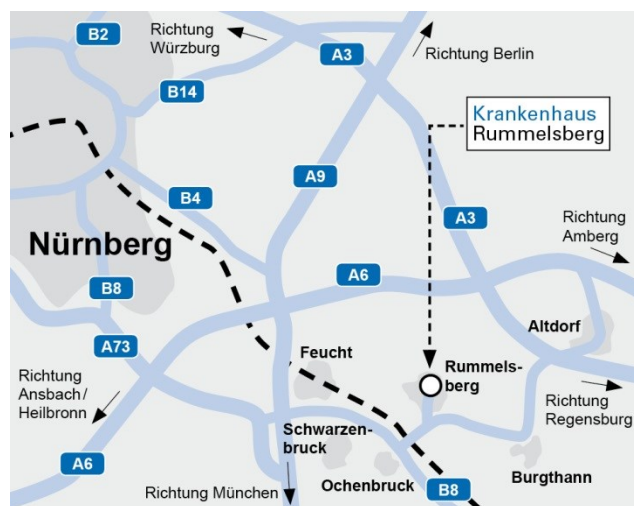 B2
Richtung
Würzburg
A3
Richtung Berlin
B14
Krankenhaus
Rummelsberg
A9
B4
A3
Richtung
Amberg
Nürnberg
A6
B8
Altdorf
A73
Feucht
Rummels-
berg
Richtung
Ansbach/
Heilbronn
Richtung
Regensburg
Schwarzen-
bruck
A6
Burgthann
Richtung München
Ochenbruck
B8